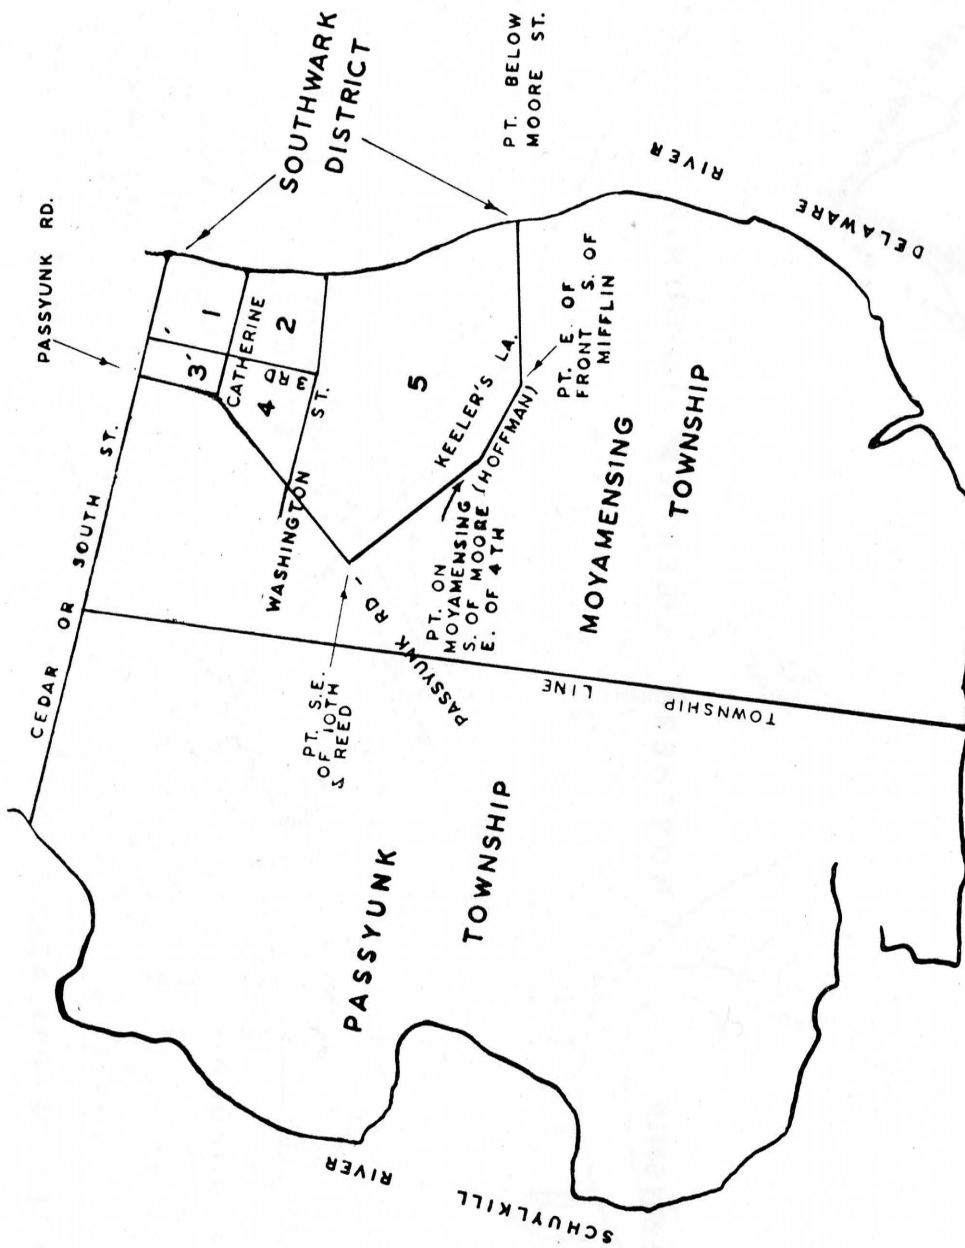 PASSYUNK RD.
SOUTHWARK
DISTRICT
PT. BELOW
MOORE ST.
CEDAR OR SOUTH ST.
1
2
3
4
5
CATHERINE
3RD
WASHINGTON ST.
KEELER'S LA.
(HOFFMAN)
PT. E. OF
FRONT S. OF
MIFFLIN
PT. ON
MOYAMENSING
S. OF MOORE
E. OF 4TH
PT. S.E.
OF 10TH
& REED
PASSYUNK RD.
MOYAMENSING
TOWNSHIP
TOWNSHIP LINE
PASSYUNK
TOWNSHIP
DELAWARE RIVER
SCHUYLKILL RIVER